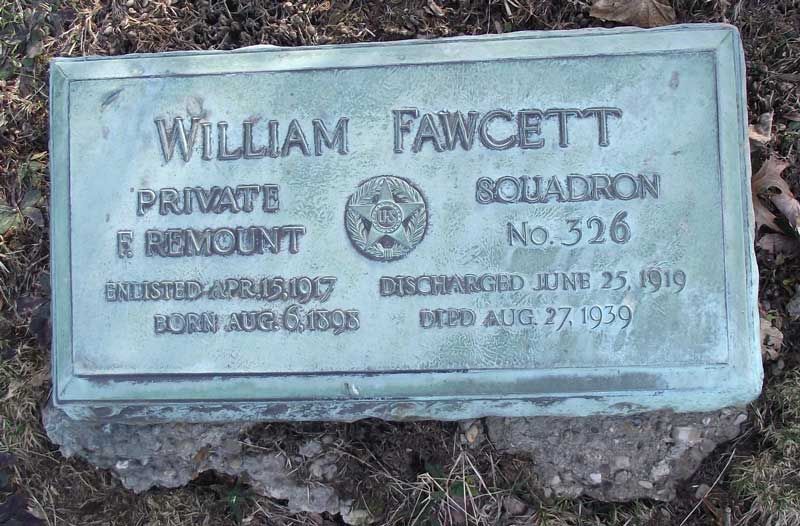 WILLIAM FAWCETT
PRIVATE
F. REMOUNT
US
SQUADRON
NO. 326
ENLISTED APR. 15, 1917 DISCHARGED JUNE 25, 1919
BORN AUG. 6, 1898 DIED AUG. 27, 1939